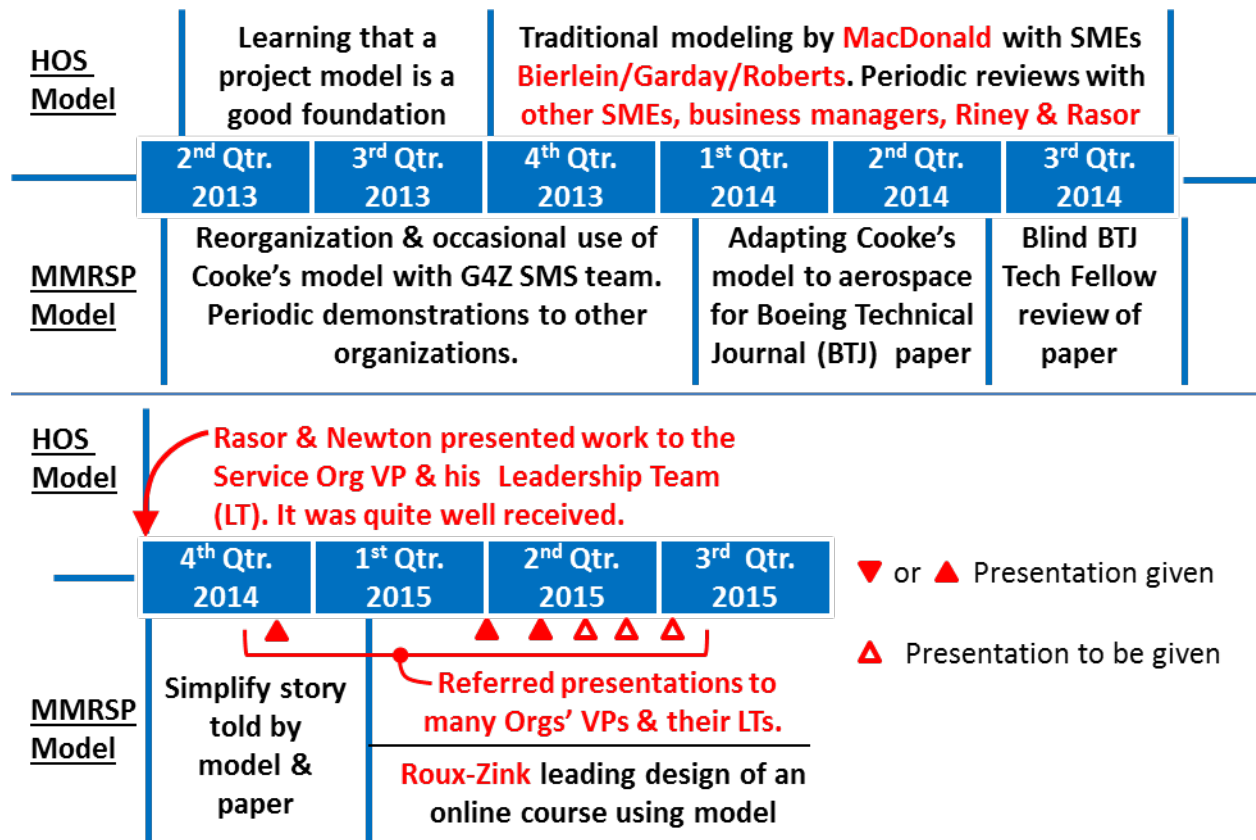 HOS
Model
Learning that a
project model is a
good foundation
Traditional modeling by MacDonald with SMEs
Bierlein/Garday/Roberts. Periodic reviews with
other SMEs, business managers, Riney & Rasor
2nd Qtr.
2013
3rd Qtr.
2013
4th Qtr.
2013
1st Qtr.
2014
2nd Qtr.
2014
3rd Qtr.
2014
MMRSP
Model
Reorganization & occasional use of
Cooke's model with G4Z SMS team.
Periodic demonstrations to other
organizations.
Adapting Cooke's
model to aerospace
for Boeing Technical
Journal (BTJ) paper
Blind BTJ
Tech Fellow
review of
paper
HOS
Model
Rasor & Newton presented work to the
Service Org VP & his Leadership Team
(LT). It was quite well received.
4th Qtr.
2014
1st Qtr.
2015
2nd Qtr.
2015
3rd Qtr.
2015
▼ or ▲ Presentation given
△ Presentation to be given
MMRSP
Model
Simplify story
told by
model &
paper
Referred presentations to
many Orgs' VPs & their LTs.
Roux-Zink leading design of an
online course using model